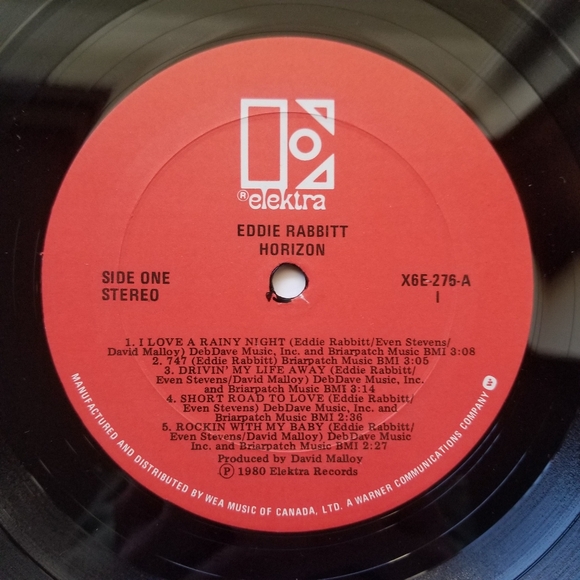 ® elektra
EDDIE RABBITT
HORIZON
SIDE ONE
STEREO
X6E-276-A
I
1. I LOVE A RAINY NIGHT (Eddie Rabbitt/Even Stevens/
David Malloy) DebDave Music, Inc. and Briarpatch Music BMI 3:08
2. 747 (Eddie Rabbitt) Briarpatch Music BMI 3:05
3. DRIVIN' MY LIFE AWAY (Eddie Rabbitt/
Even Stevens/David Malloy) DebDave Music, Inc.
and Briarpatch Music BMI 3:14
4. SHORT ROAD TO LOVE (Eddie Rabbitt/
Even Stevens) DebDave Music, Inc. and
Briarpatch Music BMI 2:36
5. ROCKIN WITH MY BABY (Eddie Rabbitt/
Even Stevens/David Malloy) DebDave Music
Inc. and Briarpatch Music BMI 2:27
Produced by David Malloy
℗ 1980 Elektra Records
MANUFACTURED AND DISTRIBUTED BY WEA MUSIC OF CANADA, LTD. A WARNER COMMUNICATIONS COMPANY